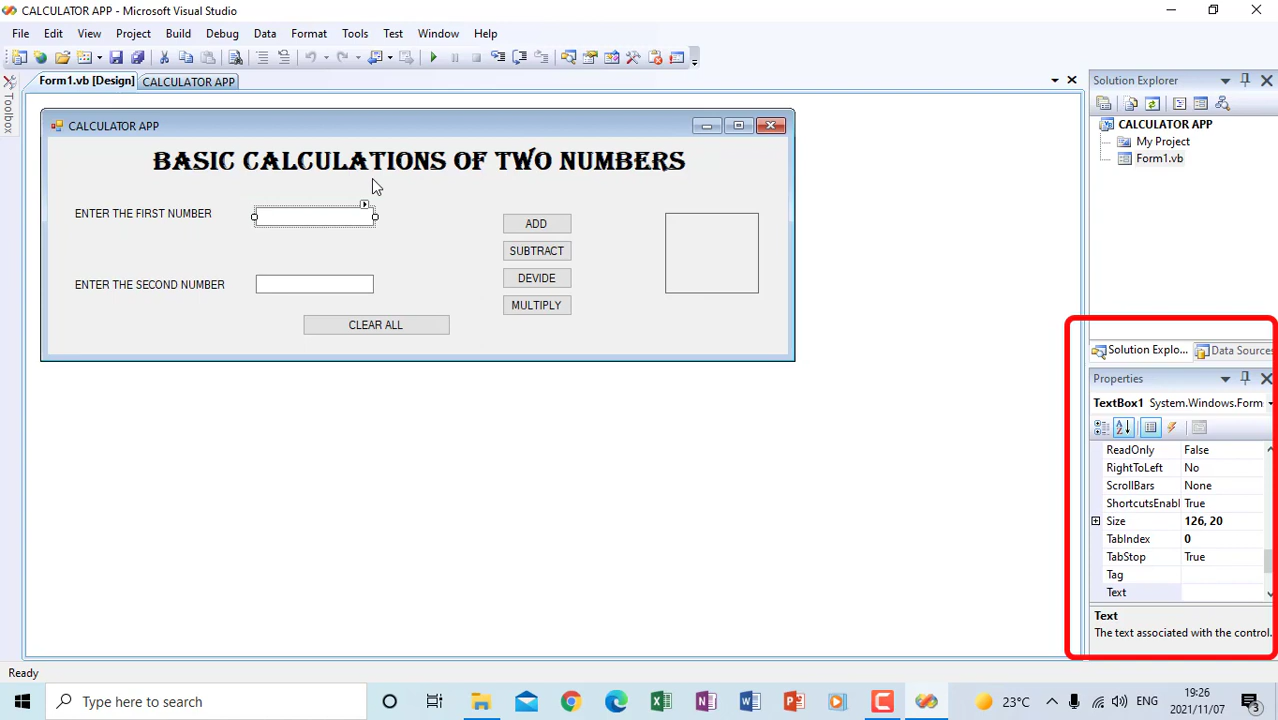 CALCULATOR APP - Microsoft Visual Studio
File Edit View Project Build Debug Data Format Tools Test Window Help
Form1.vb [Design] CALCULATOR APP
Solution Explorer
Toolbox
CALCULATOR APP
My Project
Form1.vb
CALCULATOR APP
BASIC CALCULATIONS OF TWO NUMBERS
ENTER THE FIRST NUMBER
ADD
SUBTRACT
DEVIDE
ENTER THE SECOND NUMBER
MULTIPLY
CLEAR ALL
Solution Explo... Data Sources
Properties
TextBox1 System.Windows.Form
ReadOnly False
RightToLeft No
ScrollBars None
ShortcutsEnabl True
Size 126, 20
TabIndex 0
TabStop True
Tag
Text
Text
The text associated with the control.
Ready
Type here to search
23°C
ENG
19:26
2021/11/07
3